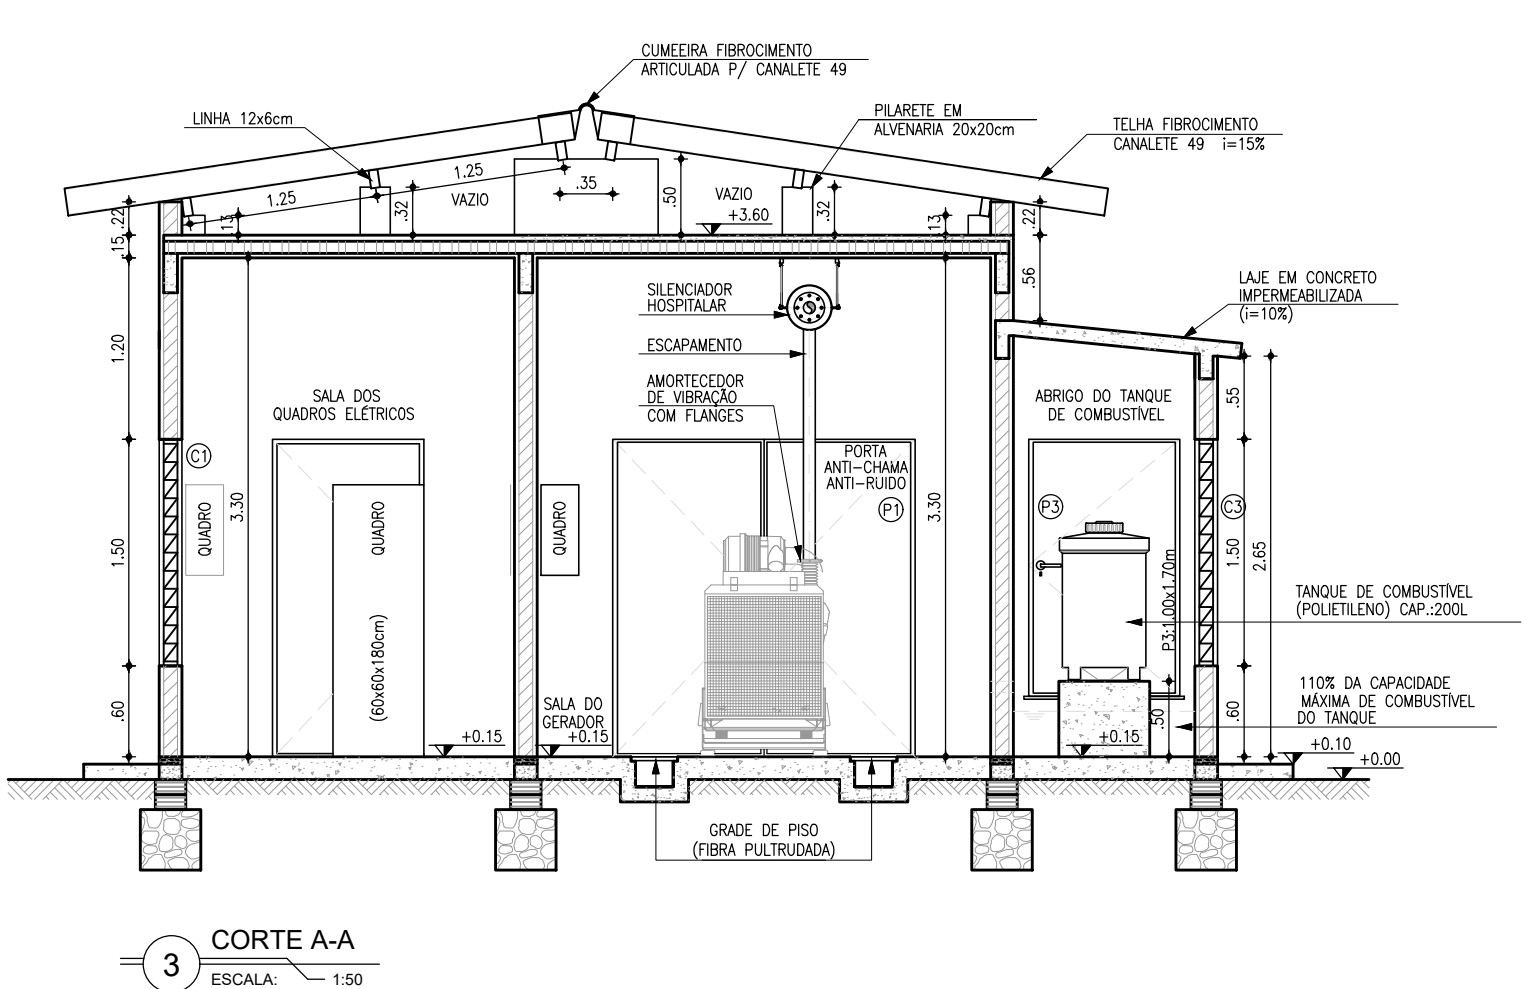 CUMEEIRA FIBROCIMENTO
ARTICULADA P/ CANALETE 49
LINHA 12x6cm
PILARETE EM
ALVENARIA 20x20cm
TELHA FIBROCIMENTO
CANALETE 49 i=15%
1.25
1.25
VAZIO
.35
.50
VAZIO
+3.60
.22
.13
.32
.32
.13
.22
.15
.56
LAJE EM CONCRETO
IMPERMEABILIZADA
(i=10%)
SILENCIADOR
HOSPITALAR
ESCAPAMENTO
AMORTECEDOR
DE VIBRAÇÃO
COM FLANGES
1.20
SALA DOS
QUADROS ELÉTRICOS
ABRIGO DO TANQUE
DE COMBUSTÍVEL
.55
C1
PORTA
ANTI-CHAMA
ANTI-RUIDO
P1
P3
C3
3.30
3.30
QUADRO
QUADRO
QUADRO
1.50
1.50
2.65
P3:1.00x1.70m
TANQUE DE COMBUSTÍVEL
(POLIETILENO) CAP.:200L
(60x60x180cm)
110% DA CAPACIDADE
MÁXIMA DE COMBUSTÍVEL
DO TANQUE
.60
SALA DO
GERADOR
.50
.60
+0.15
+0.15
+0.15
+0.10
+0.00
GRADE DE PISO
(FIBRA PULTRUDADA)
3
CORTE A-A
ESCALA: 1:50